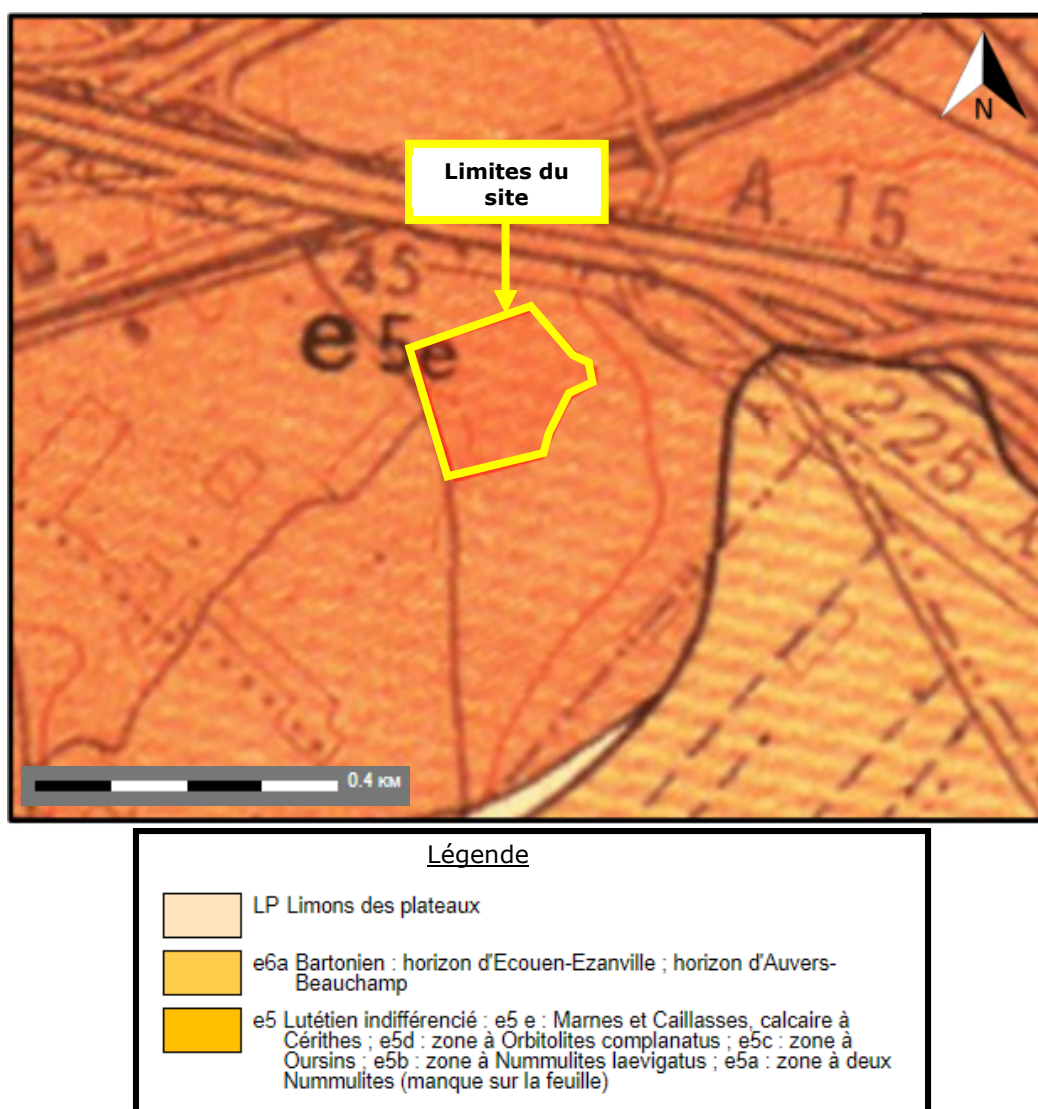 N
Limites du
site
A. 15
45
e5e
225
0.4 км
Légende
LP Limons des plateaux
e6a Bartonien : horizon d'Ecouen-Ezanville ; horizon d'Auvers-
Beauchamp
e5 Lutétien indifférencié : e5 e : Marnes et Caillasses, calcaire à
Cérithes ; e5d : zone à Orbitolites complanatus ; e5c : zone à
Oursins ; e5b : zone à Nummulites laevigatus ; e5a : zone à deux
Nummulites (manque sur la feuille)